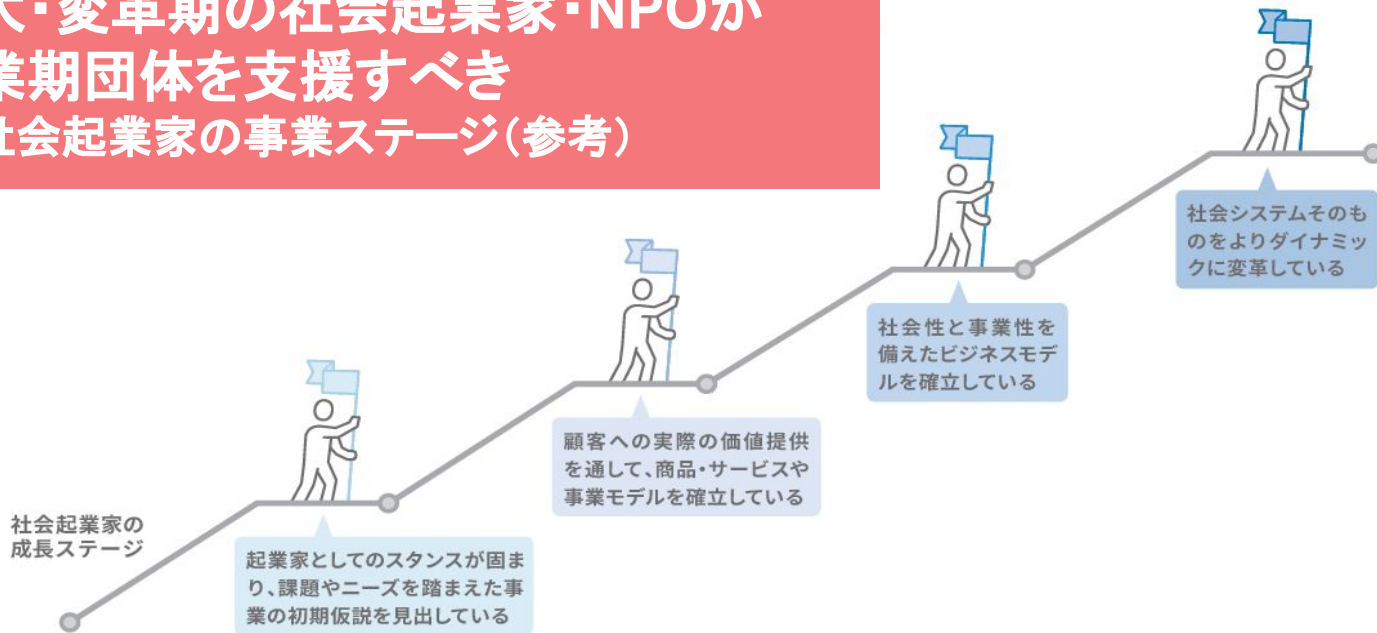 ・変革期の社会起業家・NPOが
業期団体を支援すべき
社会起業家の事業ステージ（参考）
社会システムそのも
のをよりダイナミッ
クに変革している
社会性と事業性を
備えたビジネスモデ
ルを確立している
顧客への実際の価値提供
を通して、商品・サービスや
事業モデルを確立している
社会起業家の
成長ステージ
起業家としてのスタンスが固ま
り、課題やニーズを踏まえた事
業の初期仮説を見出している